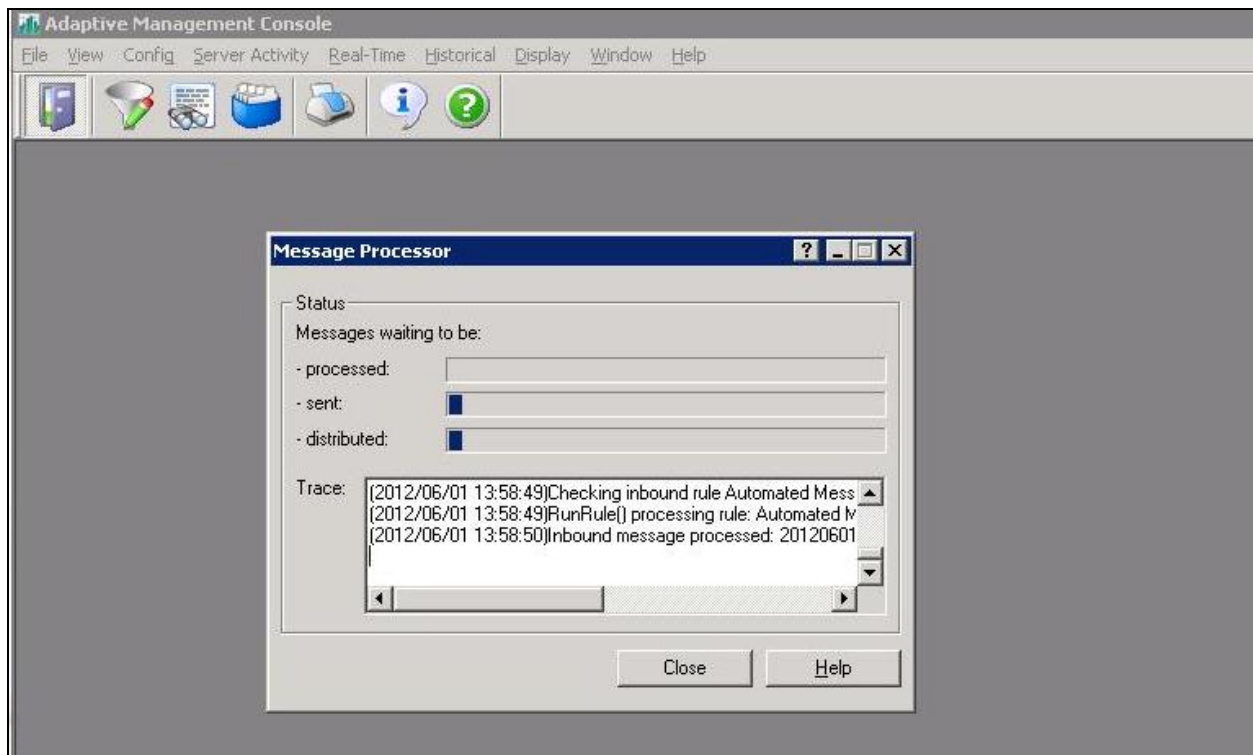 Adaptive Management Console
File View Config Server Activity Real-Time Historical Display Window Help
Message Processor
Status
Messages waiting to be:
- processed:
- sent:
- distributed:
Trace:
(2012/06/01 13:58:49)Checking inbound rule Automated Mess
(2012/06/01 13:58:49)RunRule() processing rule: Automated M
(2012/06/01 13:58:50)Inbound message processed: 20120601
Close Help